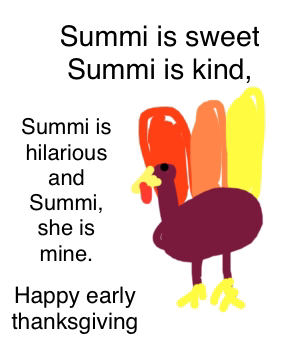 Summi is sweet
Summi is kind,
Summi is
hilarious
and
Summi,
she is
mine.
Happy early
thanksgiving